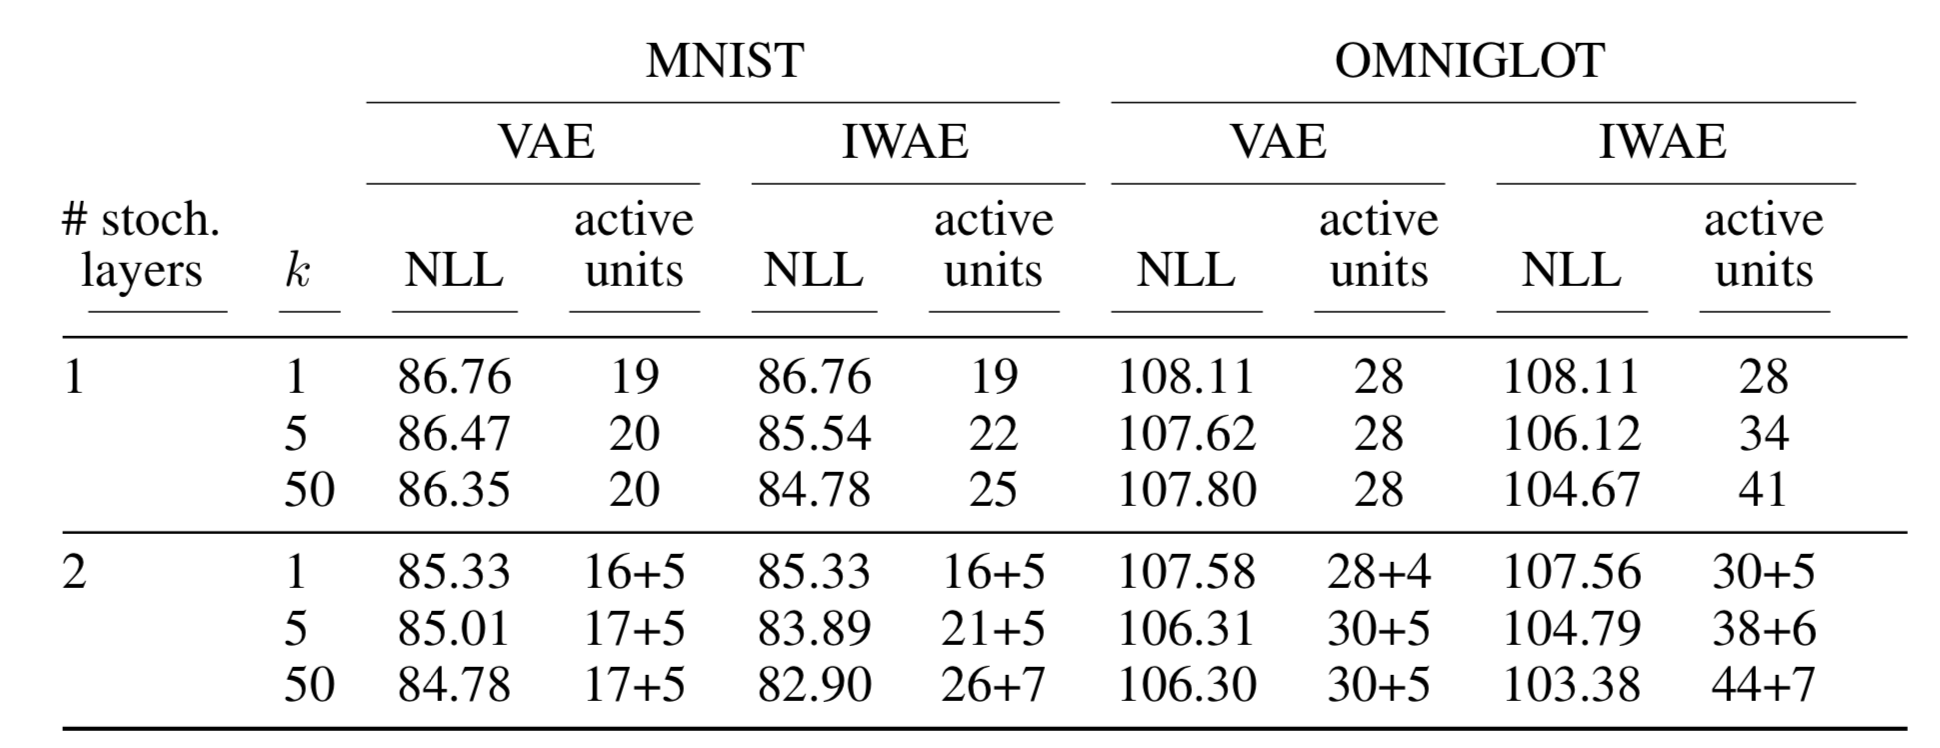 MNIST OMNIGLOT
VAE IWAE VAE IWAE
# stoch. active active active active
layers k NLL units NLL units NLL units NLL units
1 1 86.76 19 86.76 19 108.11 28 108.11 28
5 86.47 20 85.54 22 107.62 28 106.12 34
50 86.35 20 84.78 25 107.80 28 104.67 41
2 1 85.33 16+5 85.33 16+5 107.58 28+4 107.56 30+5
5 85.01 17+5 83.89 21+5 106.31 30+5 104.79 38+6
50 84.78 17+5 82.90 26+7 106.30 30+5 103.38 44+7